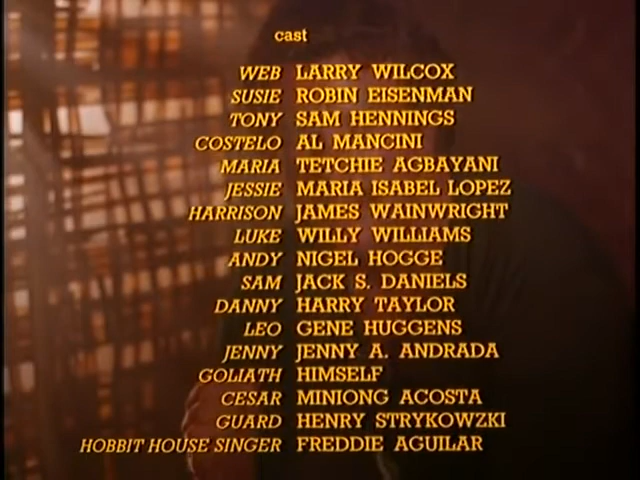 cast
WEB LARRY WILCOX
SUSIE ROBIN EISENMAN
TONY SAM HENNINGS
COSTELO AL MANCINI
MARIA TETCHIE AGBAYANI
JESSIE MARIA ISABEL LOPEZ
HARRISON JAMES WAINWRIGHT
LUKE WILLY WILLIAMS
ANDY NIGEL HOGGE
SAM JACK S. DANIELS
DANNY HARRY TAYLOR
LEO GENE HUGGENS
JENNY JENNY A. ANDRADA
GOLIATH HIMSELF
CESAR MINIONG ACOSTA
GUARD HENRY STRYKOWZKI
HOBBIT HOUSE SINGER FREDDIE AGUILAR